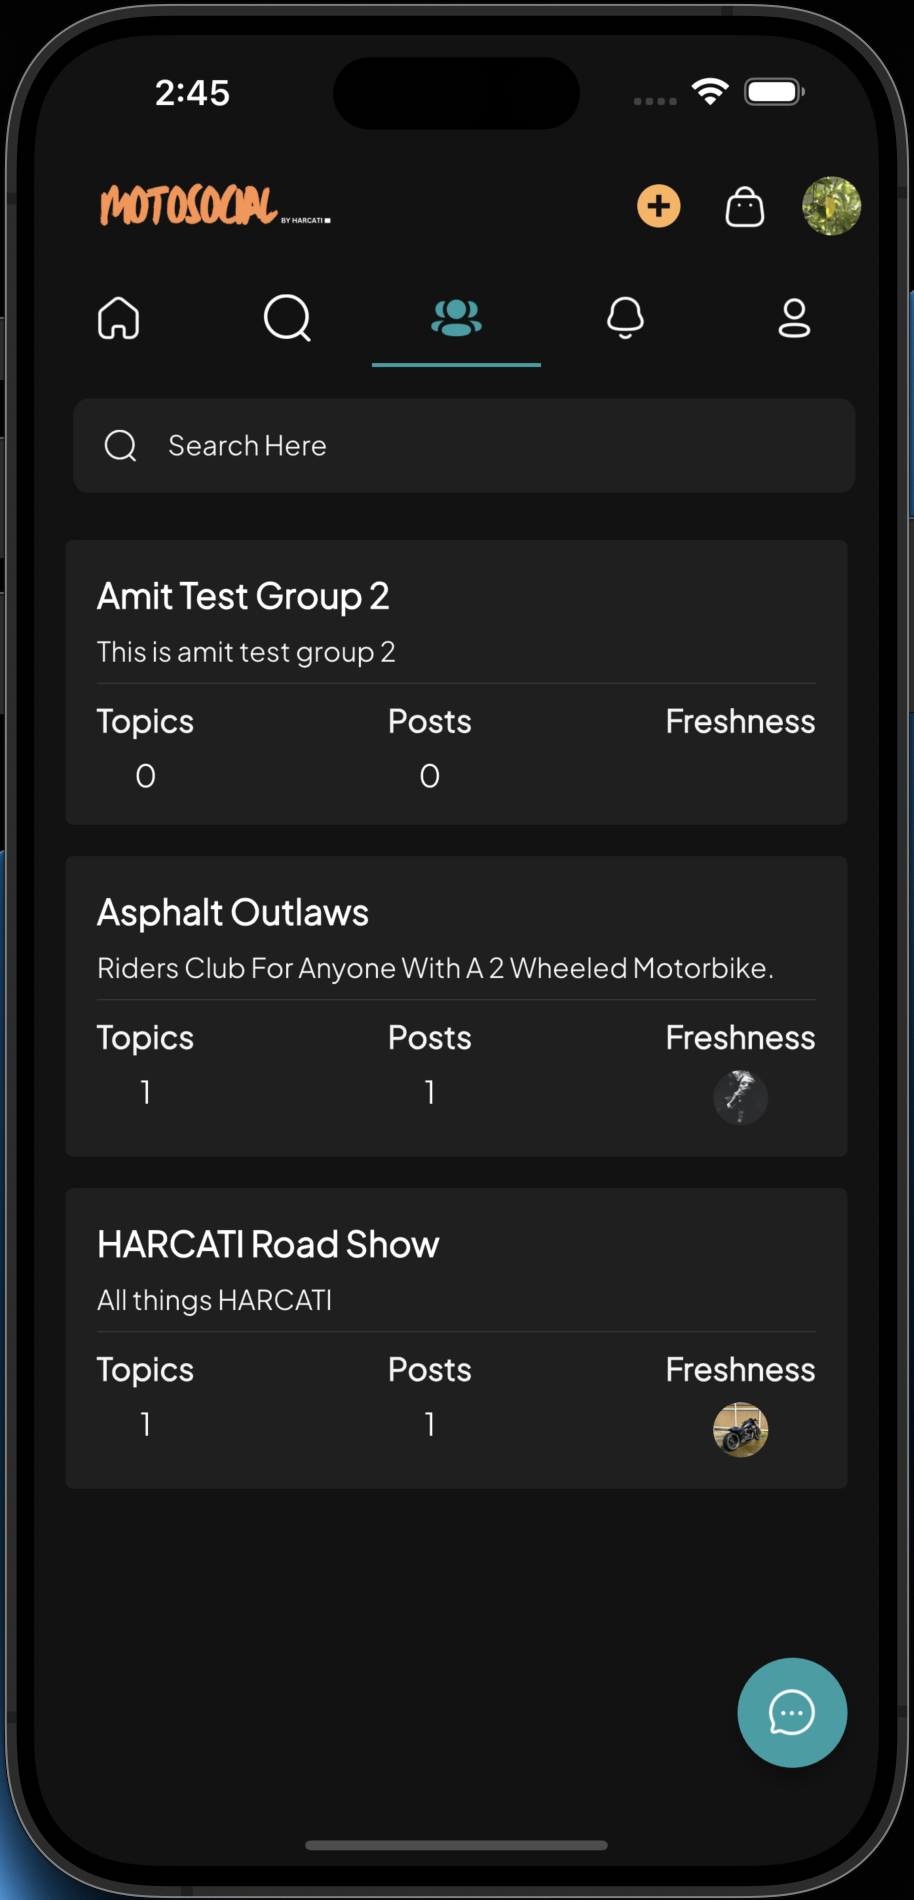 2:45
MOTOSOCIAL BY HARCATI
Search Here
Amit Test Group 2
This is amit test group 2
Topics Posts Freshness
0 0
Asphalt Outlaws
Riders Club For Anyone With A 2 Wheeled Motorbike.
Topics Posts Freshness
1 1
HARCATI Road Show
All things HARCATI
Topics Posts Freshness
1 1